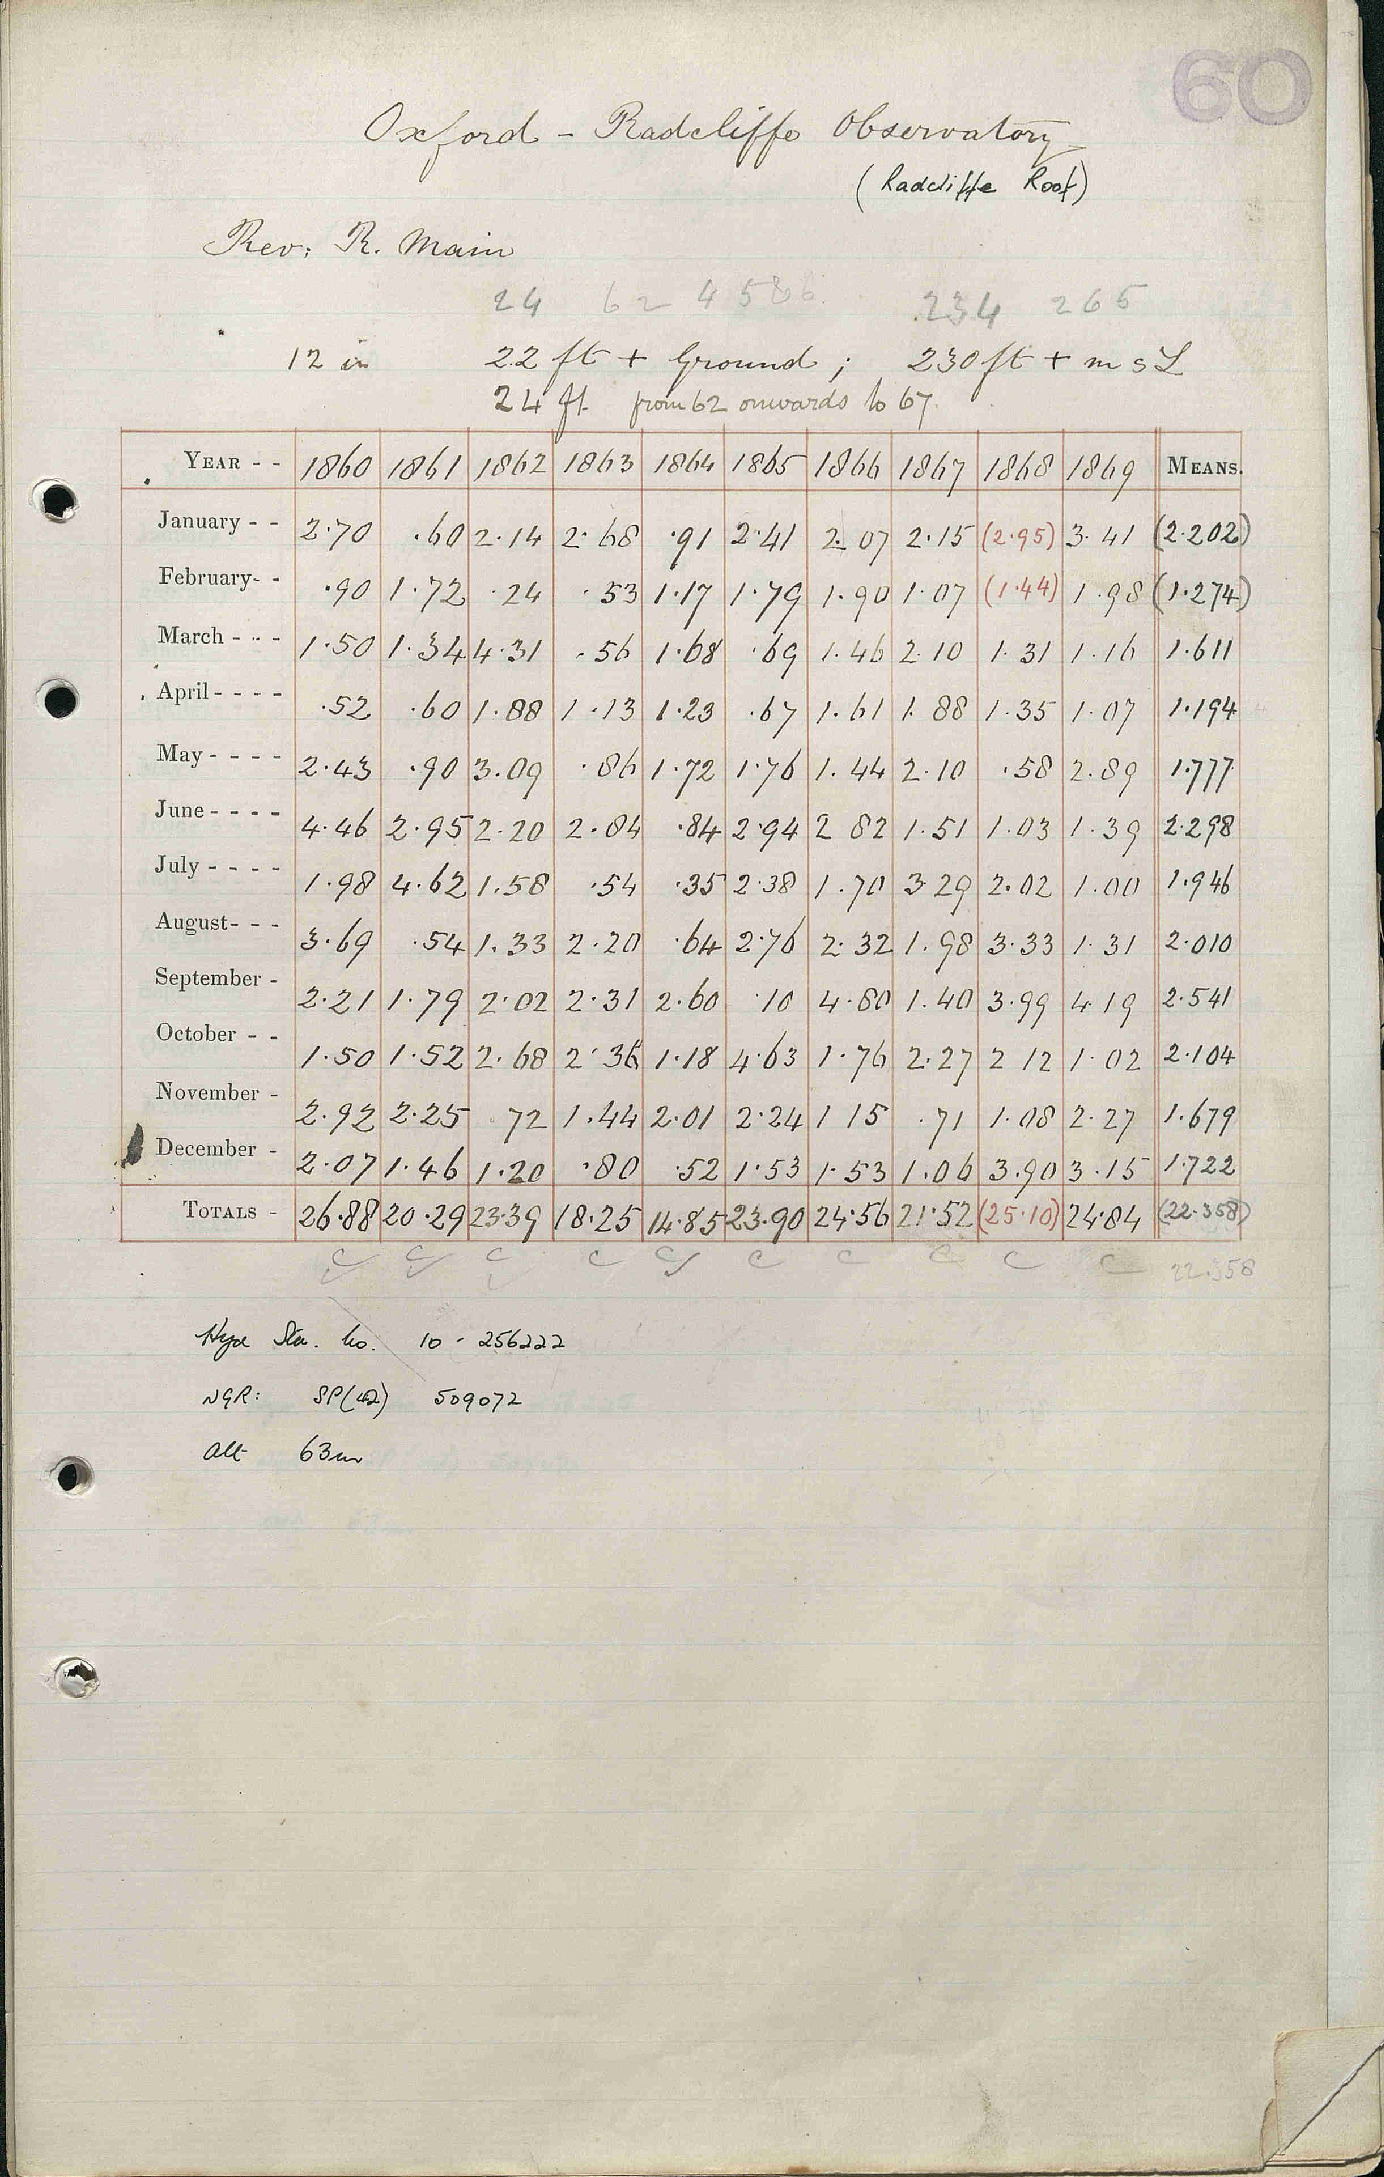 60
Oxford - Radcliffe Observatory
(Radcliffe Roof)
Rev: R. Main
24 62 4 5 8 6 234 265
12 in 22 ft + Ground ; 230 ft + m s L
24 ft. from 62 onwards to 67.
YEAR - - 1860 1861 1862 1863 1864 1865 1866 1867 1868 1869 MEANS.
January - - 2.70 .60 2.14 2.68 .91 2.41 2.07 2.15 (2.95) 3.41 (2.202)
February- - .90 1.72 .24 .53 1.17 1.79 1.90 1.07 (1.44) 1.98 (1.274)
March - - - 1.50 1.34 4.31 .56 1.68 .69 1.46 2.10 1.31 1.16 1.611
April - - - - .52 .60 1.88 1.13 1.23 .67 1.61 1.88 1.35 1.07 1.194
May - - - - 2.43 .90 3.09 .86 1.72 1.76 1.44 2.10 .58 2.89 1.777
June - - - - 4.46 2.95 2.20 2.84 .84 2.94 2 82 1.51 1.03 1.39 2.298
July - - - - 1.98 4.62 1.58 .54 .35 2.38 1.70 3 29 2.02 1.00 1.946
August- - - 3.69 .54 1.33 2.20 .64 2.76 2.32 1.98 3.33 1.31 2.010
September - 2.21 1.79 2.02 2.31 2.60 .10 4.80 1.40 3.99 4.19 2.541
October - - 1.50 1.52 2.68 2.36 1.18 4.63 1.76 2.27 2 12 1.02 2.104
November - 2.92 2.25 .72 1.44 2.01 2.24 1 15 .71 1.08 2.27 1.679
December - 2.07 1.46 1.20 .80 .52 1.53 1.53 1.06 3.90 3.15 1.722
TOTALS - 26.88 20.29 23.39 18.25 14.85 23.90 24.56 21.52 (25.10) 24.84 (22.358)
22.358
Hyd Sta. No. 10 - 256222
NGR: SP(42) 509072
Alt 63m